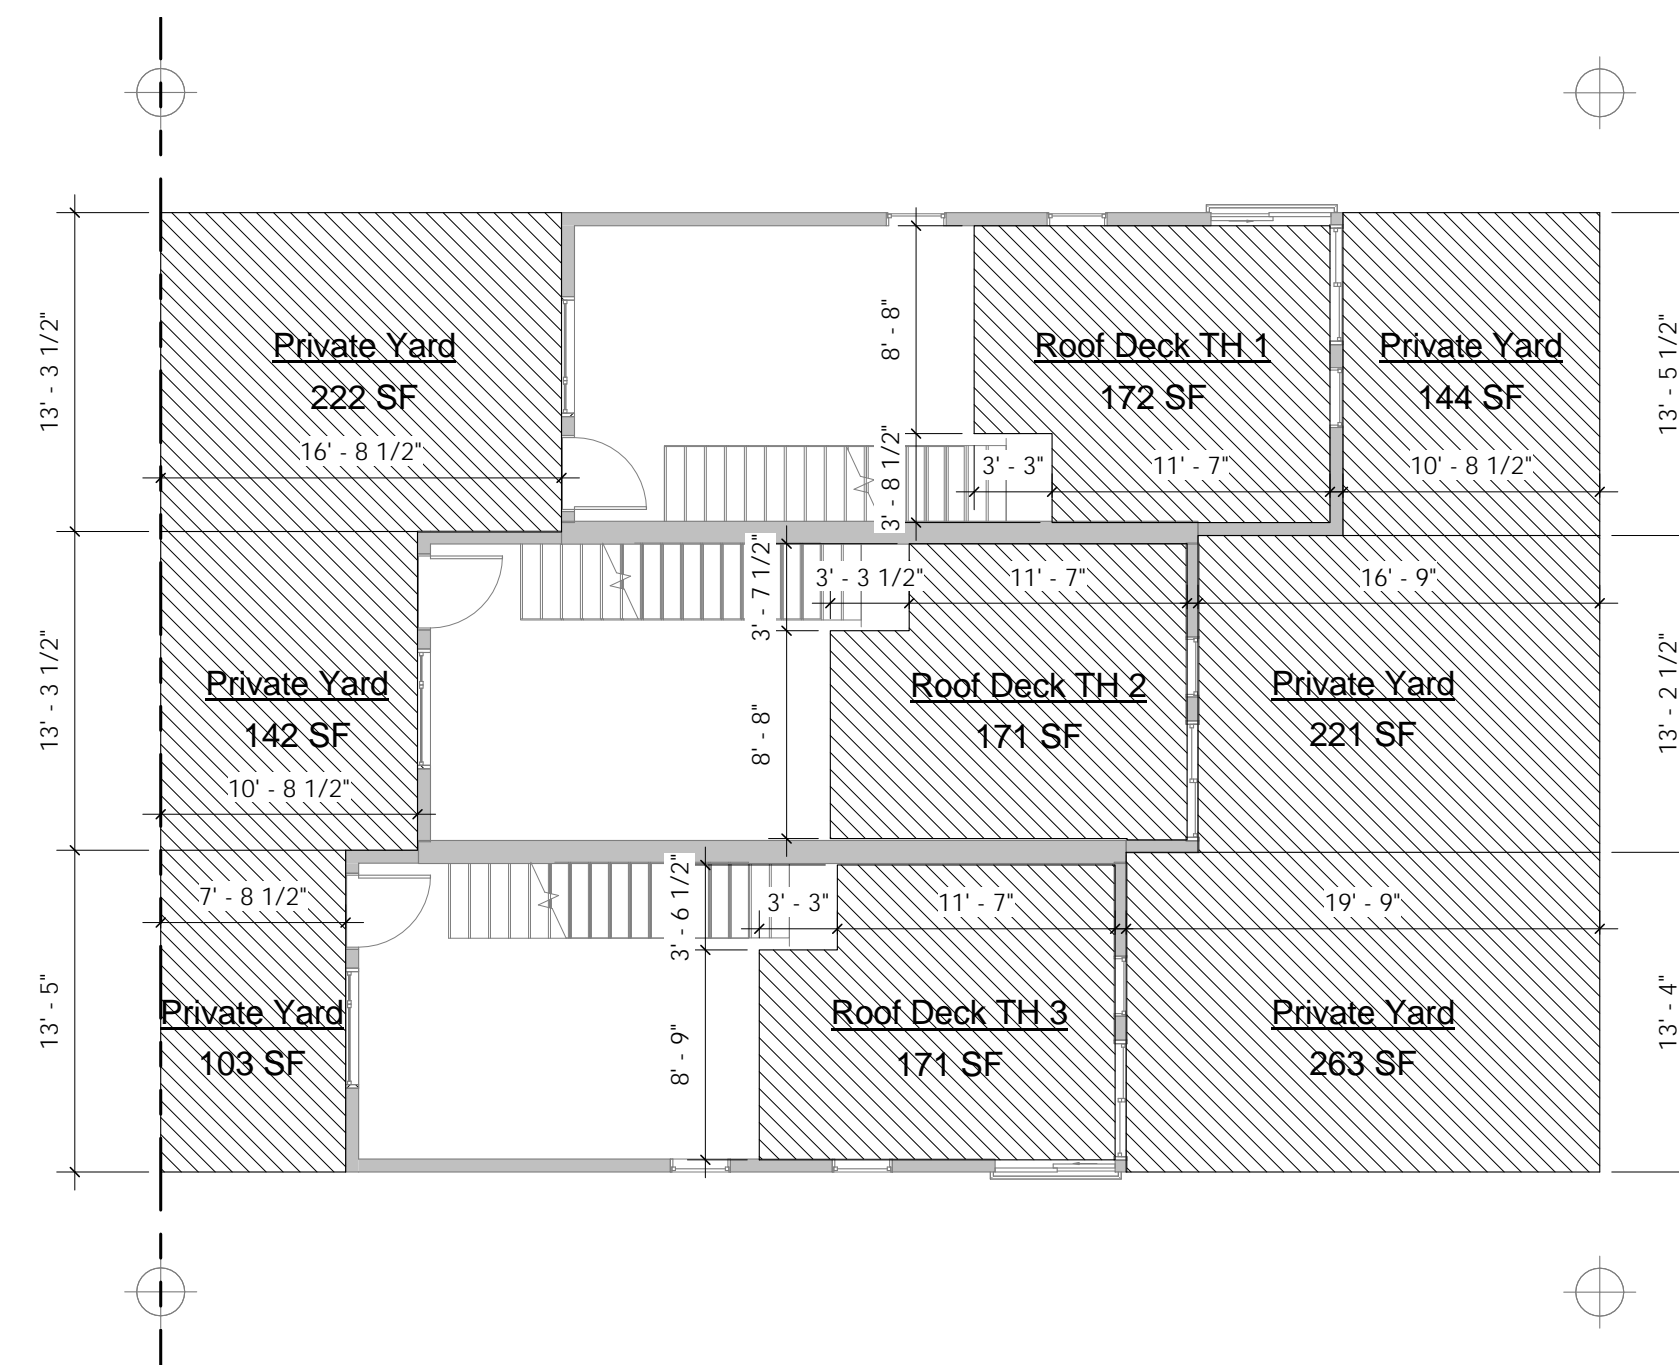 13' - 3 1/2"
Private Yard
222 SF
16' - 8 1/2"
8' - 8"
3' - 8 1/2"
Roof Deck TH 1
172 SF
3' - 3"
11' - 7"
Private Yard
144 SF
10' - 8 1/2"
13' - 5 1/2"
13' - 3 1/2"
Private Yard
142 SF
10' - 8 1/2"
3' - 7 1/2"
8' - 8"
3' - 3 1/2"
11' - 7"
Roof Deck TH 2
171 SF
16' - 9"
Private Yard
221 SF
13' - 2 1/2"
13' - 5"
7' - 8 1/2"
Private Yard
103 SF
3' - 6 1/2"
8' - 9"
3' - 3"
11' - 7"
Roof Deck TH 3
171 SF
19' - 9"
Private Yard
263 SF
13' - 4"